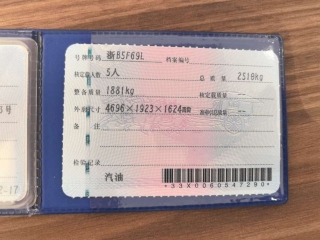 号牌号码 浙BSF69L 档案编号
核定载人数 5人 总质量 2518kg
整备质量 1881kg 核定载质量 --
外廓尺寸 4696×1923×1624mm 准牵引总质量 --
备注
检验记录
汽油
*33X0060547290*